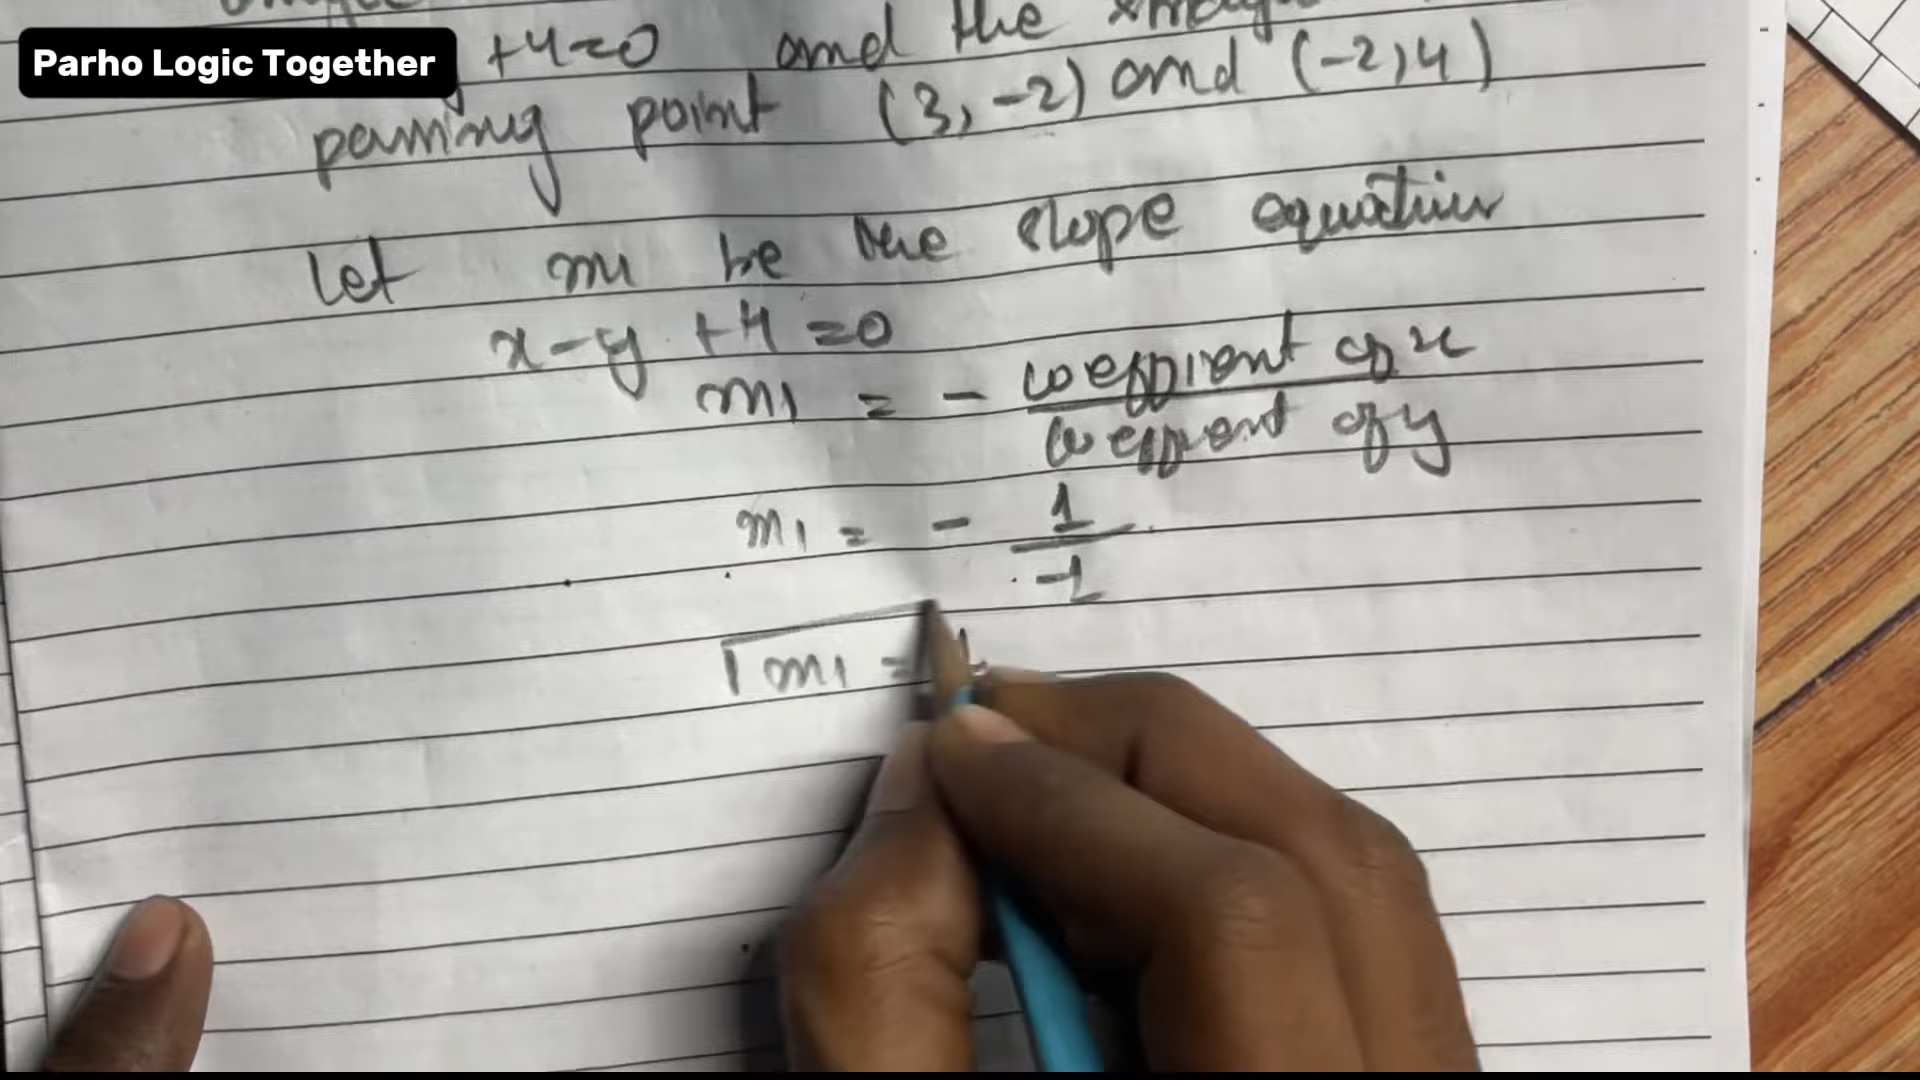 Parho Logic Together
+4=0 and the
passing point (3, -2) and (-2, 4)
Let m1 be the slope equation
x-y+4=0
m1 = - coefficient of x
coefficient of y
m1 = - 1
-1
m1 =